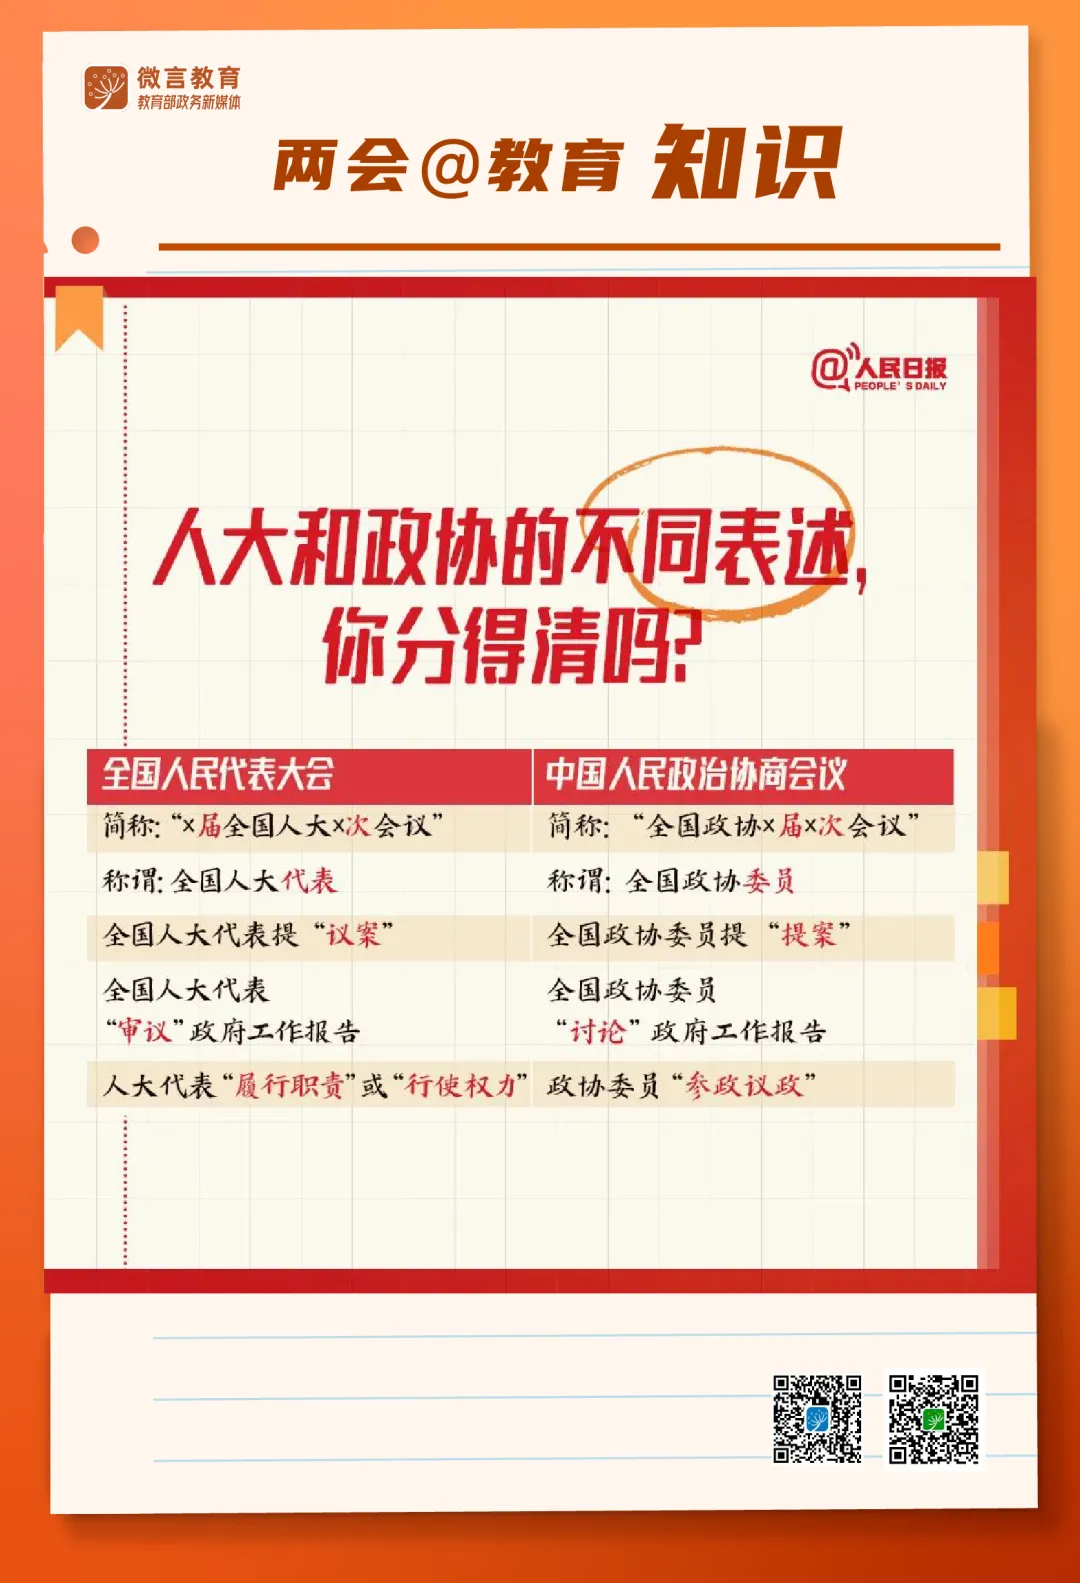 微言教育
教育部政务新媒体
两会@教育 知识
@人民日报
PEOPLE'S DAILY
人大和政协的不同表述,
你分得清吗?
全国人民代表大会
中国人民政治协商会议
简称:“×届全国人大×次会议”
简称:“全国政协×届×次会议”
称谓:全国人大代表
称谓:全国政协委员
全国人大代表提“议案”
全国政协委员提“提案”
全国人大代表
“审议”政府工作报告
全国政协委员
“讨论”政府工作报告
人大代表“履行职责”或“行使权力”
政协委员“参政议政”